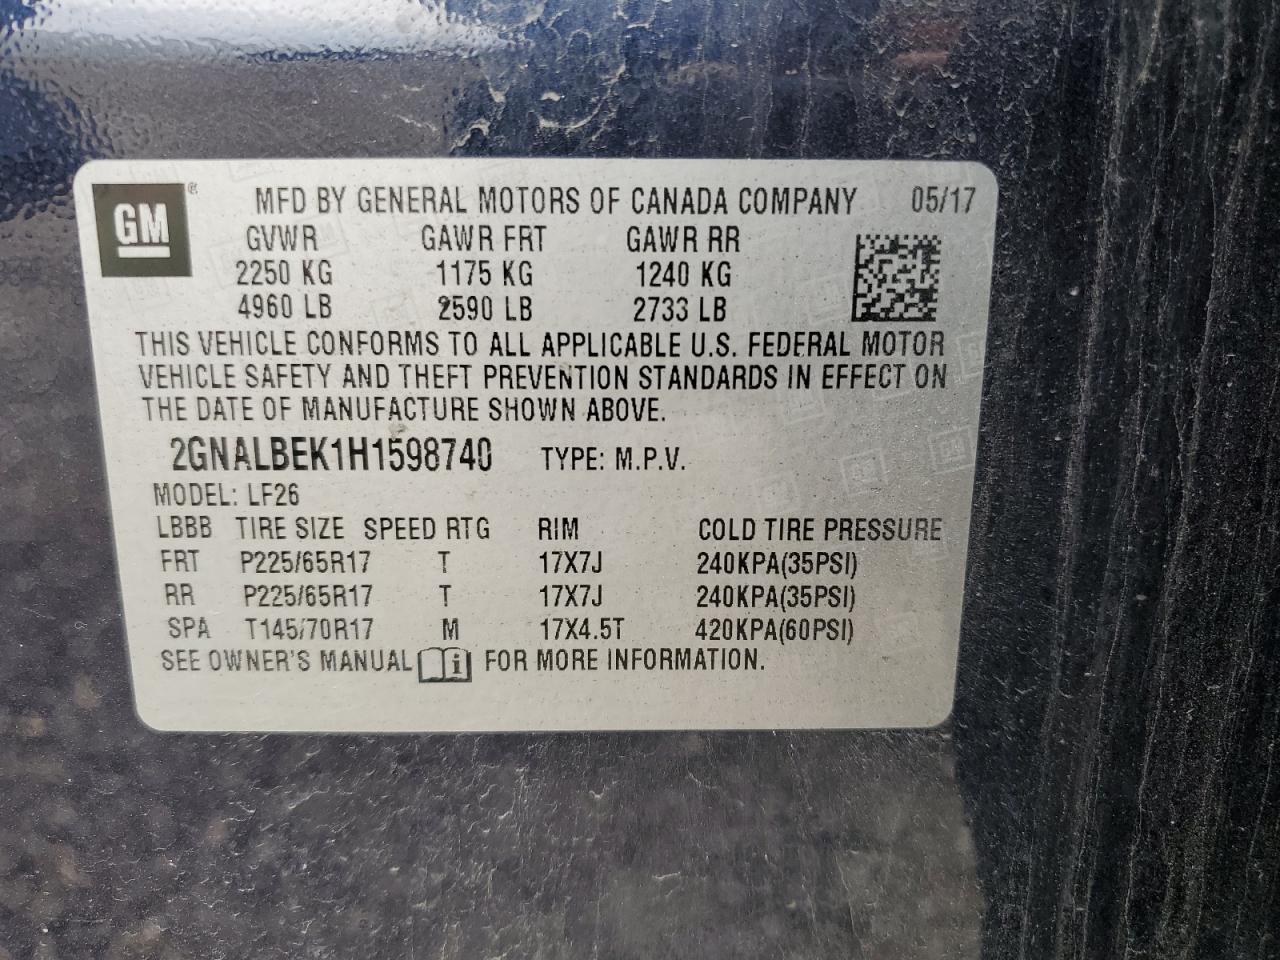 GM ® MFD BY GENERAL MOTORS OF CANADA COMPANY 05/17
GVWR GAWR FRT GAWR RR
2250 KG 1175 KG 1240 KG
4960 LB 2590 LB 2733 LB
THIS VEHICLE CONFORMS TO ALL APPLICABLE U.S. FEDERAL MOTOR
VEHICLE SAFETY AND THEFT PREVENTION STANDARDS IN EFFECT ON
THE DATE OF MANUFACTURE SHOWN ABOVE.
2GNALBEK1H1598740 TYPE: M.P.V.
MODEL: LF26
LBBB TIRE SIZE SPEED RTG RIM COLD TIRE PRESSURE
FRT P225/65R17 T 17X7J 240KPA(35PSI)
RR P225/65R17 T 17X7J 240KPA(35PSI)
SPA T145/70R17 M 17X4.5T 420KPA(60PSI)
SEE OWNER'S MANUAL i FOR MORE INFORMATION.